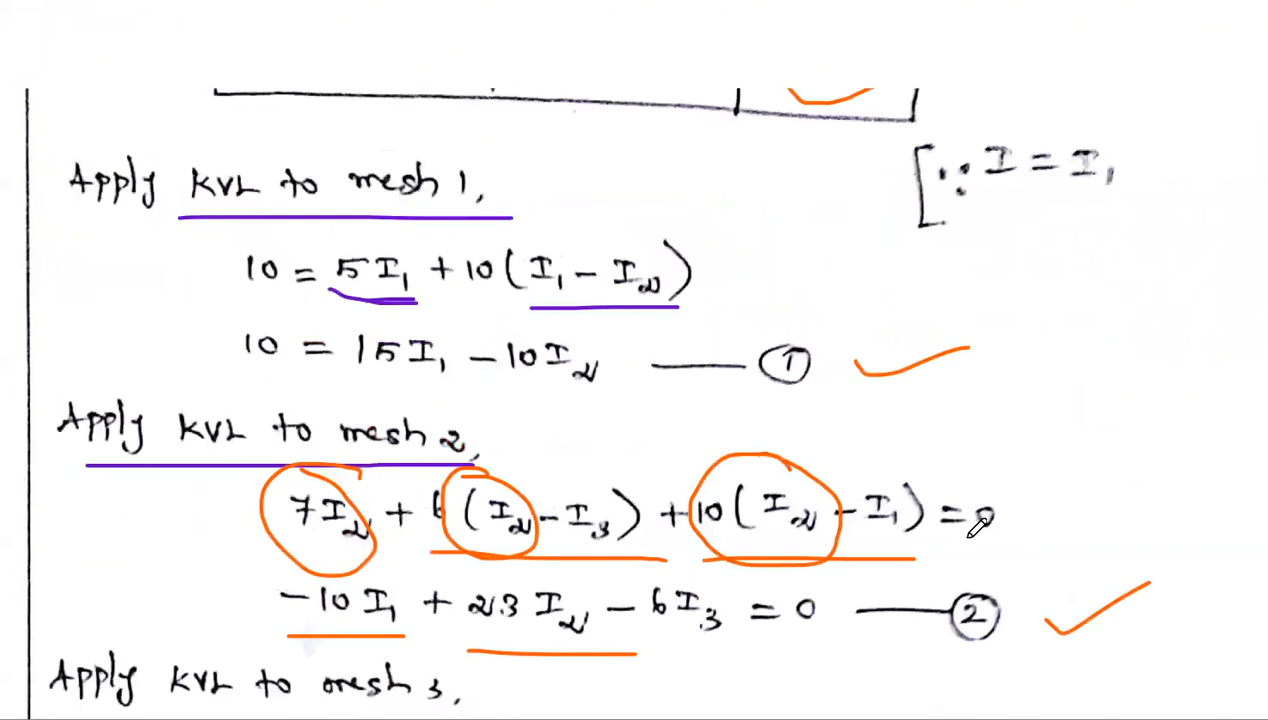 [∵ I = I₁
Apply KVL to mesh 1,
10 = 5I₁ + 10(I₁ - I₂)
10 = 15I₁ - 10I₂ —— ①
Apply KVL to mesh 2,
7I₂ + 6(I₂ - I₃) + 10(I₂ - I₁) = 0
-10I₁ + 23I₂ - 6I₃ = 0 —— ②
Apply KVL to mesh 3,